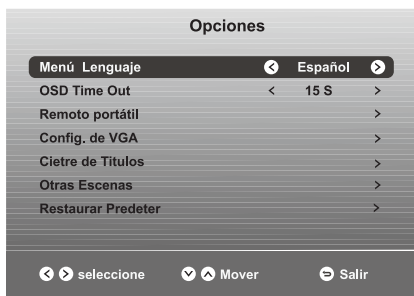 Opciones
Menú Lenguaje < Español >
OSD Time Out < 15 S >
Remoto portátil >
Config. de VGA >
Cietre de Titulos >
Otras Escenas >
Restaurar Predeter >
seleccione Mover Salir